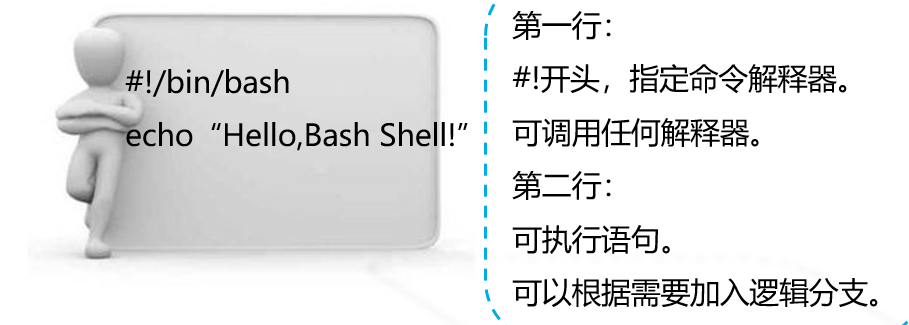 #!/bin/bash
echo“Hello,Bash Shell!”
第一行：
#!开头，指定命令解释器。
可调用任何解释器。
第二行：
可执行语句。
可以根据需要加入逻辑分支。